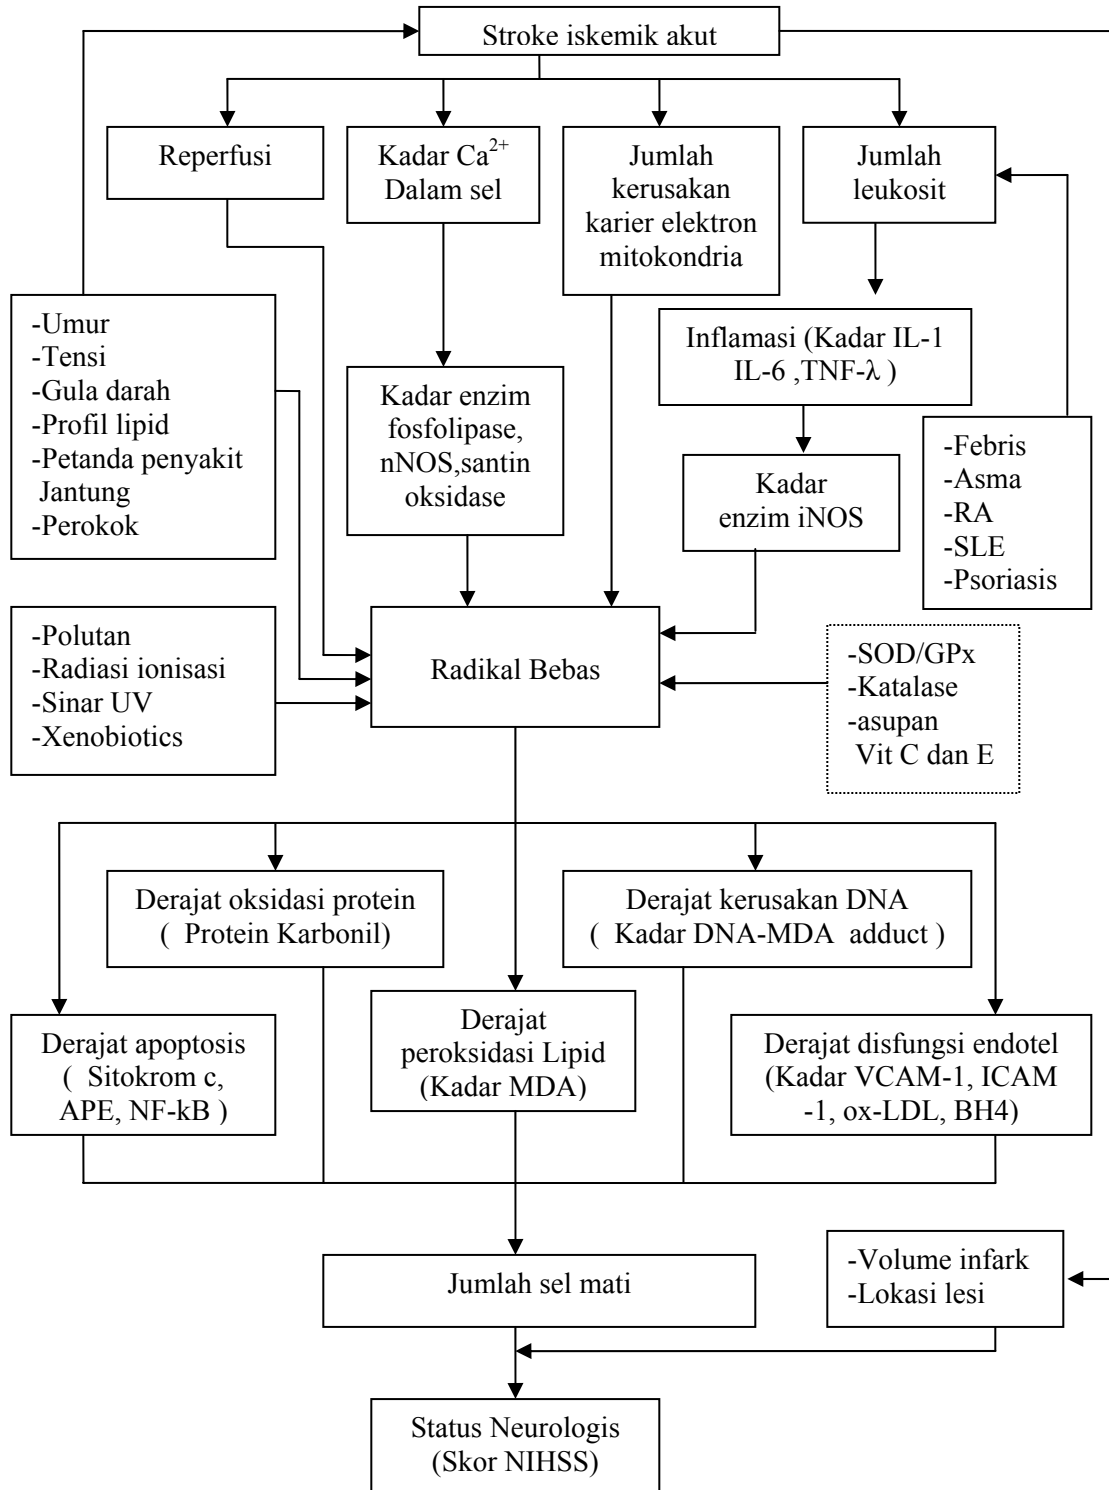 Stroke iskemik akut
Reperfusi
Kadar Ca²⁺
Dalam sel
Jumlah
kerusakan
karier elektron
mitokondria
Jumlah
leukosit
-Umur
-Tensi
-Gula darah
-Profil lipid
-Petanda penyakit
Jantung
-Perokok
Kadar enzim
fosfolipase,
nNOS,santin
oksidase
Inflamasi (Kadar IL-1
IL-6 ,TNF-λ )
Kadar
enzim iNOS
-Febris
-Asma
-RA
-SLE
-Psoriasis
-Polutan
-Radiasi ionisasi
-Sinar UV
-Xenobiotics
Radikal Bebas
-SOD/GPx
-Katalase
-asupan
Vit C dan E
Derajat oksidasi protein
( Protein Karbonil)
Derajat kerusakan DNA
( Kadar DNA-MDA adduct )
Derajat apoptosis
( Sitokrom c,
APE, NF-kB )
Derajat
peroksidasi Lipid
(Kadar MDA)
Derajat disfungsi endotel
(Kadar VCAM-1, ICAM
-1, ox-LDL, BH4)
Jumlah sel mati
-Volume infark
-Lokasi lesi
Status Neurologis
(Skor NIHSS)